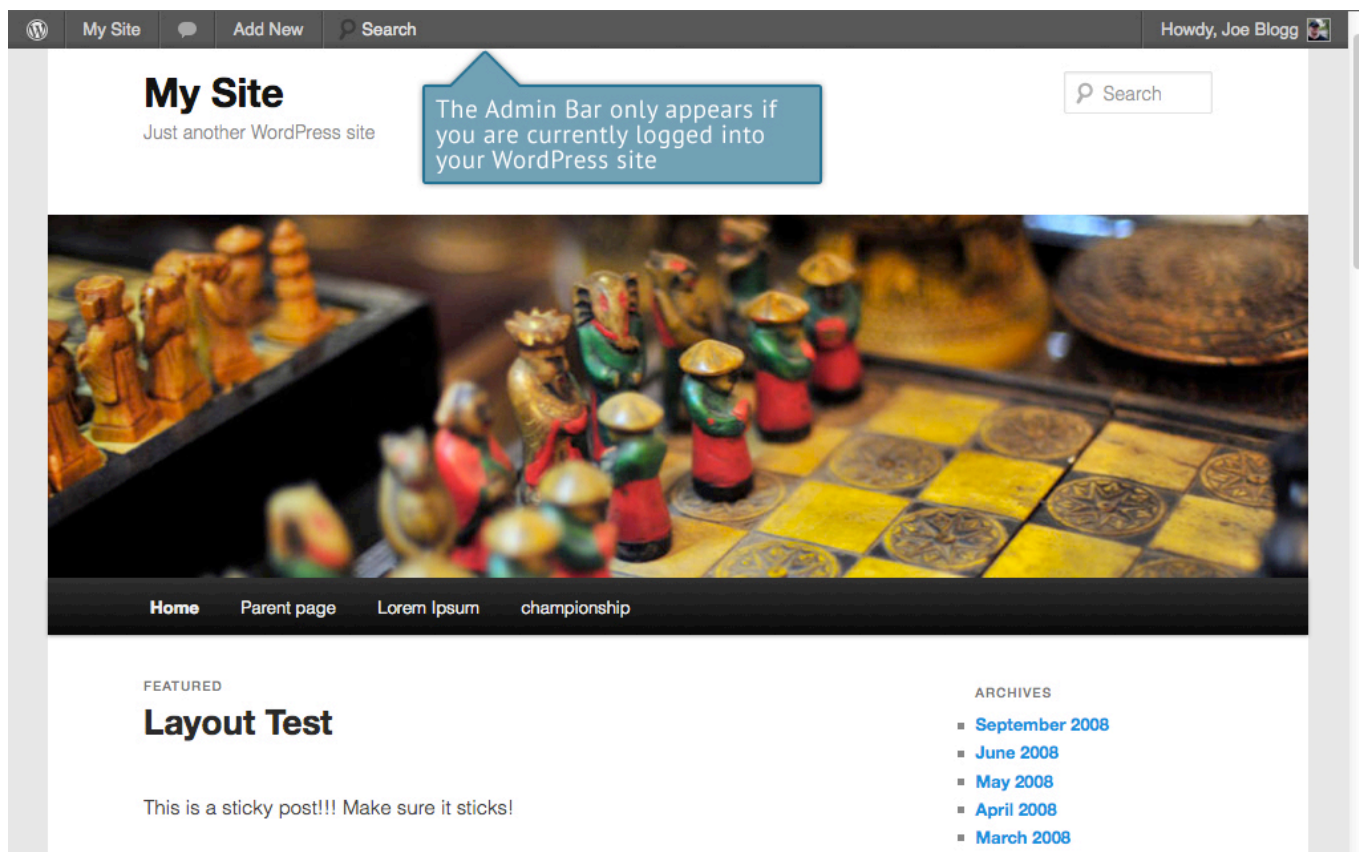 My Site Add New Search Howdy, Joe Blogg
My Site
Just another WordPress site
The Admin Bar only appears if
you are currently logged into
your WordPress site
Search
Home Parent page Lorem Ipsum championship
FEATURED
Layout Test
This is a sticky post!!! Make sure it sticks!
ARCHIVES
September 2008
June 2008
May 2008
April 2008
March 2008